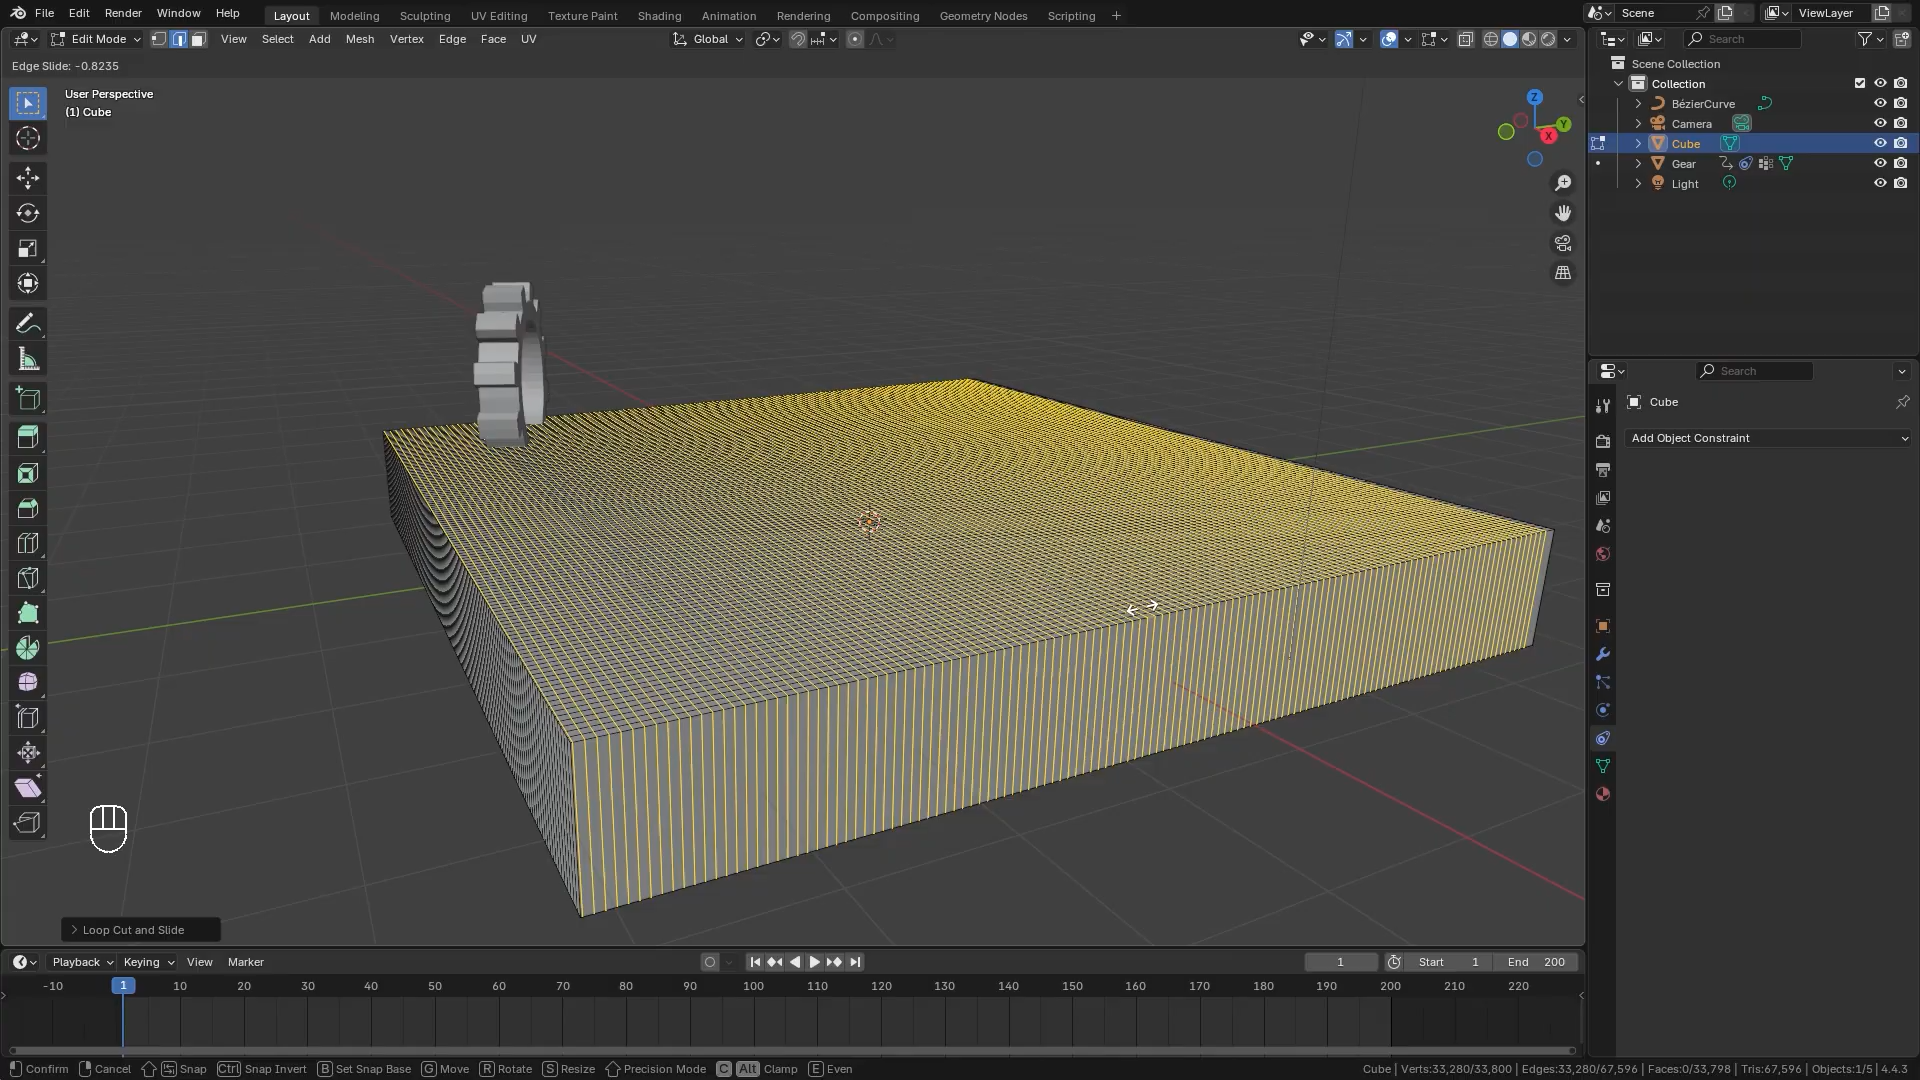 File Edit Render Window Help Layout Modeling Sculpting UV Editing Texture Paint Shading Animation Rendering Compositing Geometry Nodes Scripting + Scene ViewLayer
Edit Mode View Select Add Mesh Vertex Edge Face UV Global Search
Edge Slide: -0.8235
User Perspective
(1) Cube
Z
Y
X
Scene Collection
Collection
BézierCurve
Camera
Cube
Gear
Light
Search
Cube
Add Object Constraint
Loop Cut and Slide
Playback Keying View Marker 1 Start 1 End 200
-10 1 10 20 30 40 50 60 70 80 90 100 110 120 130 140 150 160 170 180 190 200 210 220
Confirm Cancel Snap Ctrl Snap Invert B Set Snap Base G Move R Rotate S Resize Precision Mode C Alt Clamp E Even Cube | Verts:33,280/33,800 | Edges:33,280/67,596 | Faces:0/33,798 | Tris:67,596 | Objects:1/5 | 4.4.3